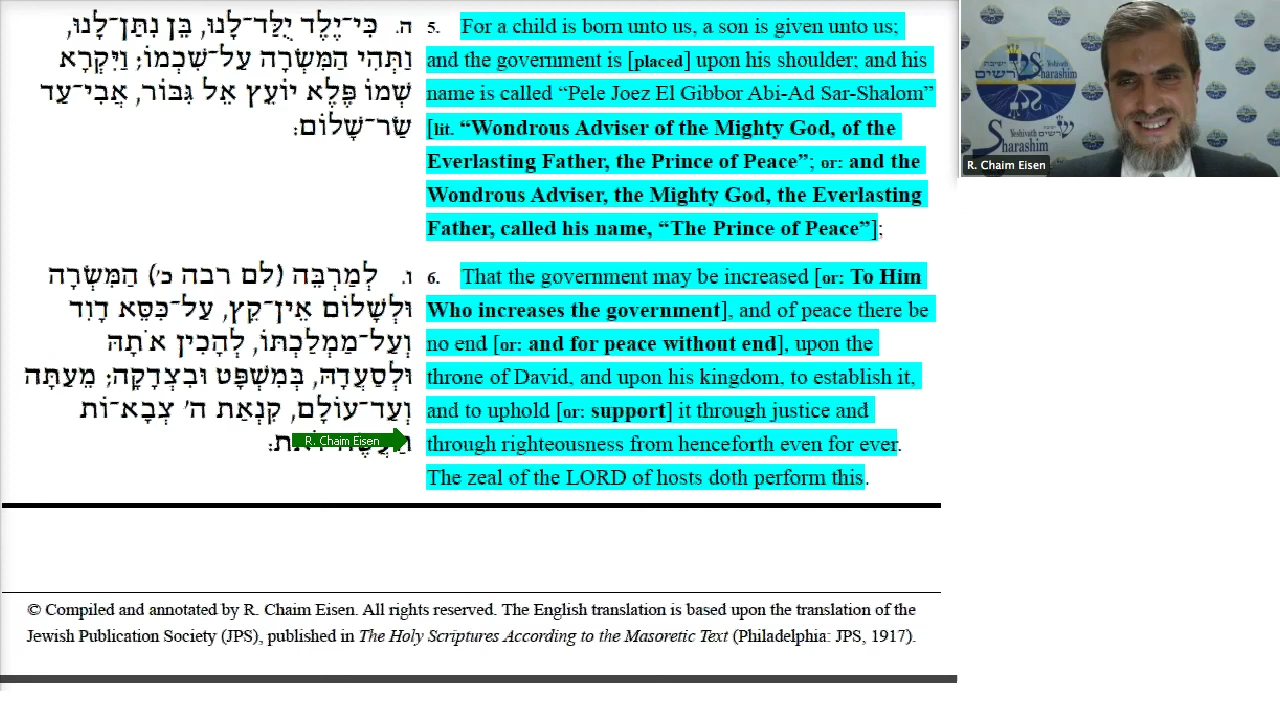 ה. כִּי־יֶלֶד יֻלַּד־לָנוּ, בֵּן נִתַּן־לָנוּ,
וַתְּהִי הַמִּשְׂרָה עַל־שִׁכְמוֹ; וַיִּקְרָא
שְׁמוֹ פֶּלֶא יוֹעֵץ אֵל גִּבּוֹר, אֲבִי־עַד
שַׂר־שָׁלוֹם:
5. For a child is born unto us, a son is given unto us;
and the government is [placed] upon his shoulder; and his
name is called “Pele Joez El Gibbor Abi-Ad Sar-Shalom”
[lit. “Wondrous Adviser of the Mighty God, of the
Everlasting Father, the Prince of Peace”; or: and the
Wondrous Adviser, the Mighty God, the Everlasting
Father, called his name, “The Prince of Peace”];
ו. לְמַרְבֵּה (לם רבה כ׳) הַמִּשְׂרָה
וּלְשָׁלוֹם אֵין־קֵץ, עַל־כִּסֵּא דָוִד
וְעַל־מַמְלַכְתּוֹ, לְהָכִין אֹתָהּ
וּלְסַעֲדָהּ, בְּמִשְׁפָּט וּבִצְדָקָה; מֵעַתָּה
וְעַד־עוֹלָם, קִנְאַת ה׳ צְבָא־וֹת
6. That the government may be increased [or: To Him
Who increases the government], and of peace there be
no end [or: and for peace without end], upon the
throne of David, and upon his kingdom, to establish it,
and to uphold [or: support] it through justice and
through righteousness from henceforth even for ever.
The zeal of the LORD of hosts doth perform this.
R. Chaim Eisen
© Compiled and annotated by R. Chaim Eisen. All rights reserved. The English translation is based upon the translation of the
Jewish Publication Society (JPS), published in The Holy Scriptures According to the Masoretic Text (Philadelphia: JPS, 1917).
ישיבת
שרשים
Sharashim
Yeshivath
Sharashim
R. Chaim Eisen